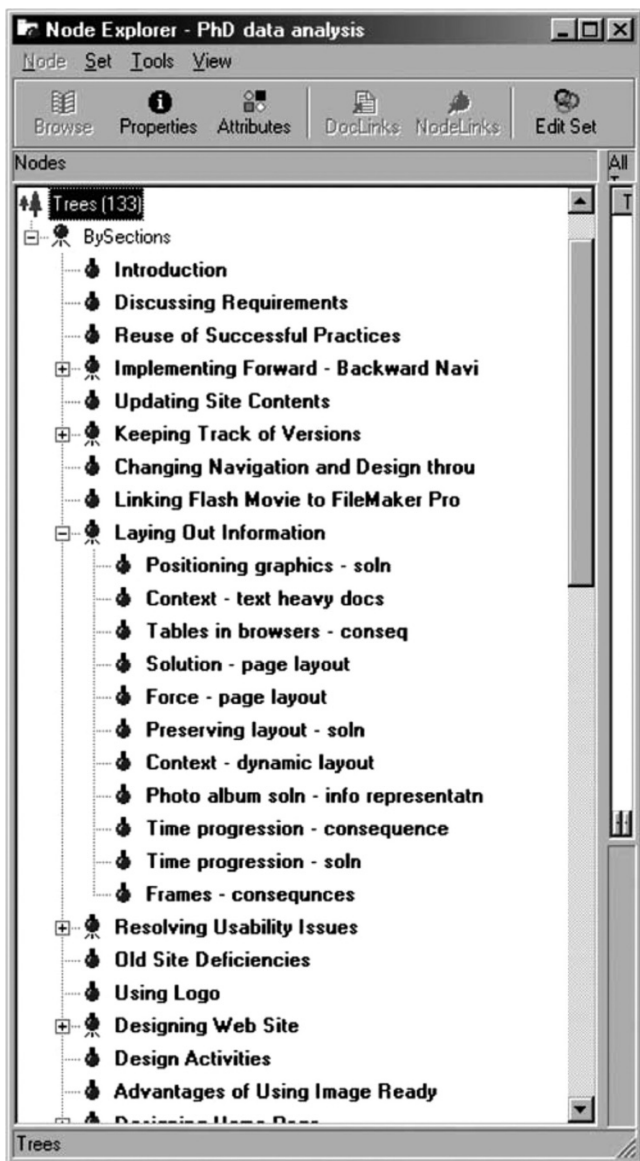 Node Explorer - PhD data analysis
Node Set Tools View
Browse Properties Attributes DocLinks NodeLinks Edit Set
Nodes All
Trees (133) T
BySections
Introduction
Discussing Requirements
Reuse of Successful Practices
Implementing Forward - Backward Navi
Updating Site Contents
Keeping Track of Versions
Changing Navigation and Design throu
Linking Flash Movie to FileMaker Pro
Laying Out Information
Positioning graphics - soln
Context - text heavy docs
Tables in browsers - conseq
Solution - page layout
Force - page layout
Preserving layout - soln
Context - dynamic layout
Photo album soln - info representatn
Time progression - consequence
Time progression - soln
Frames - consequnces
Resolving Usability Issues
Old Site Deficiencies
Using Logo
Designing Web Site
Design Activities
Advantages of Using Image Ready
Designing Home Page
Trees